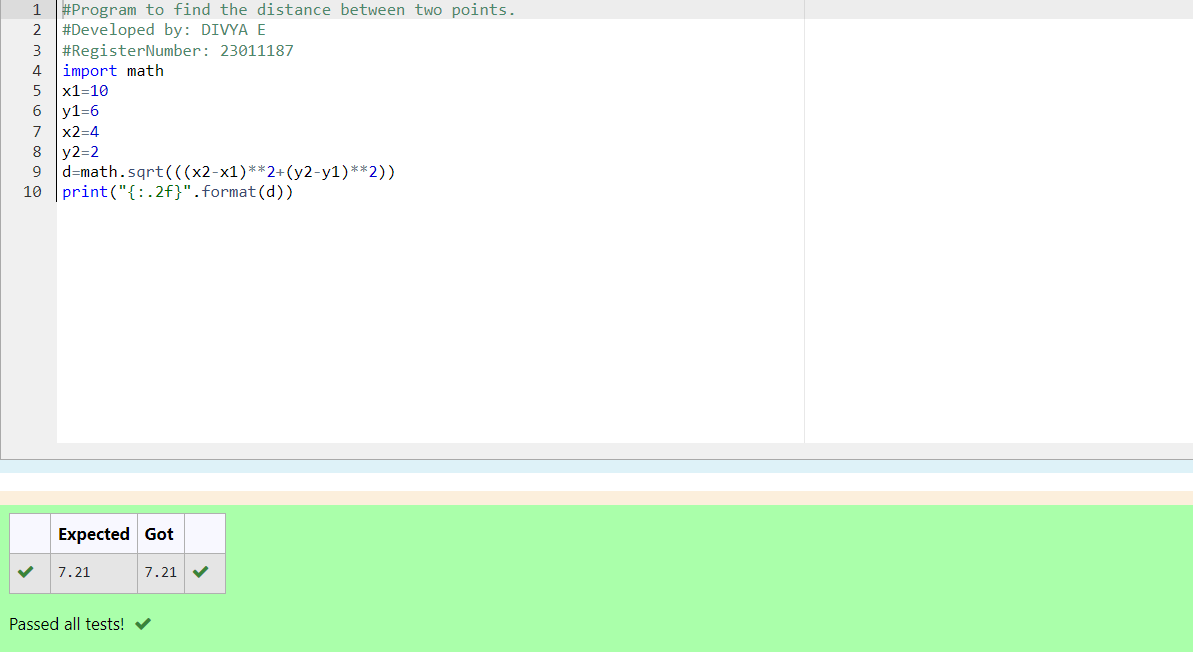 1 #Program to find the distance between two points.
2 #Developed by: DIVYA E
3 #RegisterNumber: 23011187
4 import math
5 x1=10
6 y1=6
7 x2=4
8 y2=2
9 d=math.sqrt(((x2-x1)**2+(y2-y1)**2))
10 print("{:.2f}".format(d))
Expected Got
7.21 7.21
Passed all tests!